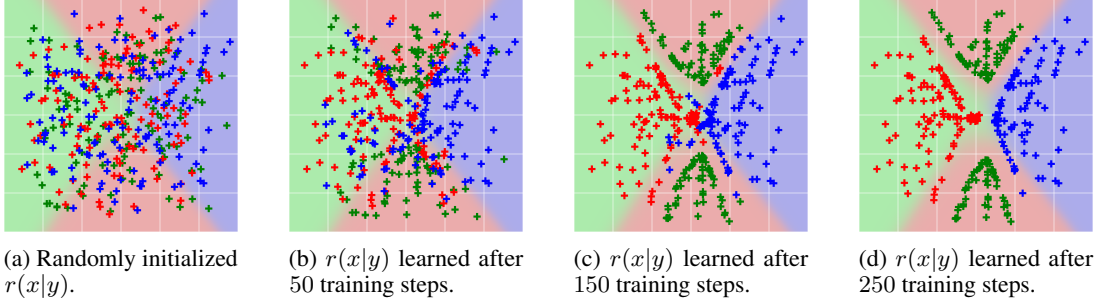 (a) Randomly initialized
r(x|y).
(b) r(x|y) learned after
50 training steps.
(c) r(x|y) learned after
150 training steps.
(d) r(x|y) learned after
250 training steps.